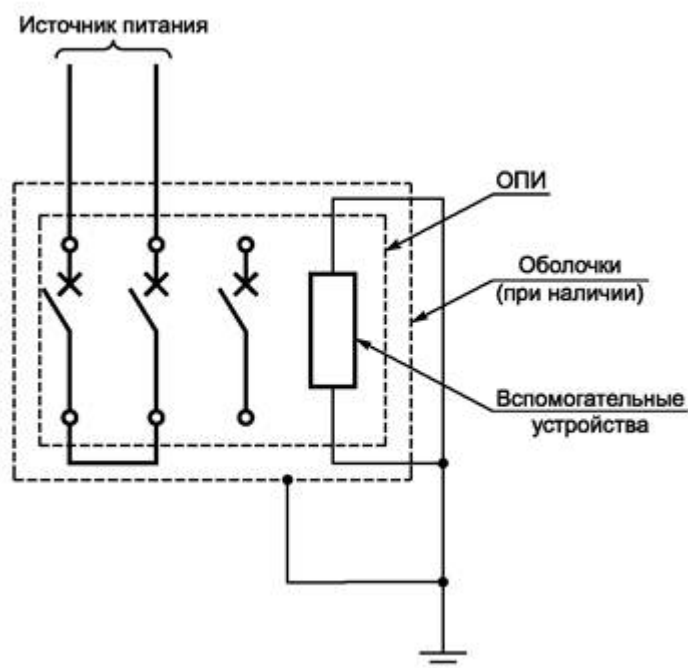 Источник питания
ОПИ
Оболочки
(при наличии)
Вспомогательные
устройства